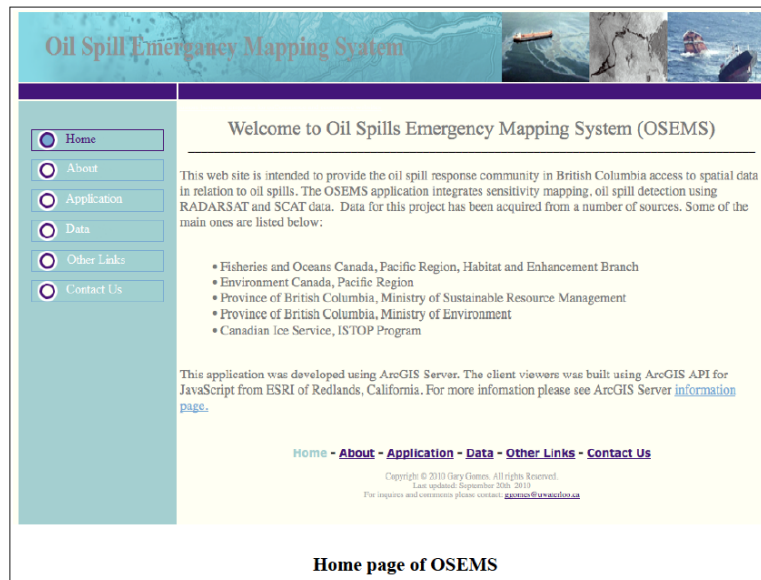 Oil Spill Emergancy Mapping System
Home
About
Application
Data
Other Links
Contact Us
Welcome to Oil Spills Emergency Mapping System (OSEMS)
This web site is intended to provide the oil spill response community in British Columbia access to spatial data
in relation to oil spills. The OSEMS application integrates sensitivity mapping, oil spill detection using
RADARSAT and SCAT data. Data for this project has been acquired from a number of sources. Some of the
main ones are listed below:
• Fisheries and Oceans Canada, Pacific Region, Habitat and Enhancement Branch
• Environment Canada, Pacific Region
• Province of British Columbia, Ministry of Sustainable Resource Management
• Province of British Columbia, Ministry of Environment
• Canadian Ice Service, ISTOP Program
This application was developed using ArcGIS Server. The client viewers was built using ArcGIS API for
JavaScript from ESRI of Redlands, California. For more infomation please see ArcGIS Server information
page.
Home - About - Application - Data - Other Links - Contact Us
Copyright © 2010 Gary Gomes. All rights Reserved.
Last updated: September 20th 2010
For inquires and comments please contact: ggomes@uwaterloo.ca
Home page of OSEMS